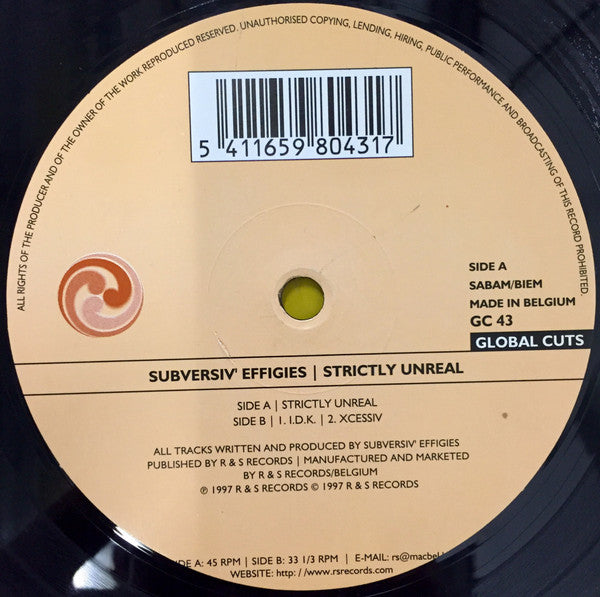 ALL RIGHTS OF THE PRODUCER AND OF THE OWNER OF THE WORK REPRODUCED RESERVED. UNAUTHORISED COPYING, LENDING, HIRING, PUBLIC PERFORMANCE AND BROADCASTING OF THIS RECORD PROHIBITED.
5 411659 804317
SIDE A
SABAM/BIEM
MADE IN BELGIUM
GC 43
GLOBAL CUTS
SUBVERSIV' EFFIGIES | STRICTLY UNREAL
SIDE A | STRICTLY UNREAL
SIDE B | 1. I.D.K. | 2. XCESSIV
ALL TRACKS WRITTEN AND PRODUCED BY SUBVERSIV' EFFIGIES
PUBLISHED BY R & S RECORDS | MANUFACTURED AND MARKETED
BY R & S RECORDS/BELGIUM
℗ 1997 R & S RECORDS © 1997 R & S RECORDS
SIDE A: 45 RPM | SIDE B: 33 1/3 RPM | E-MAIL:
WEBSITE: http: / /www.rsrecords.com